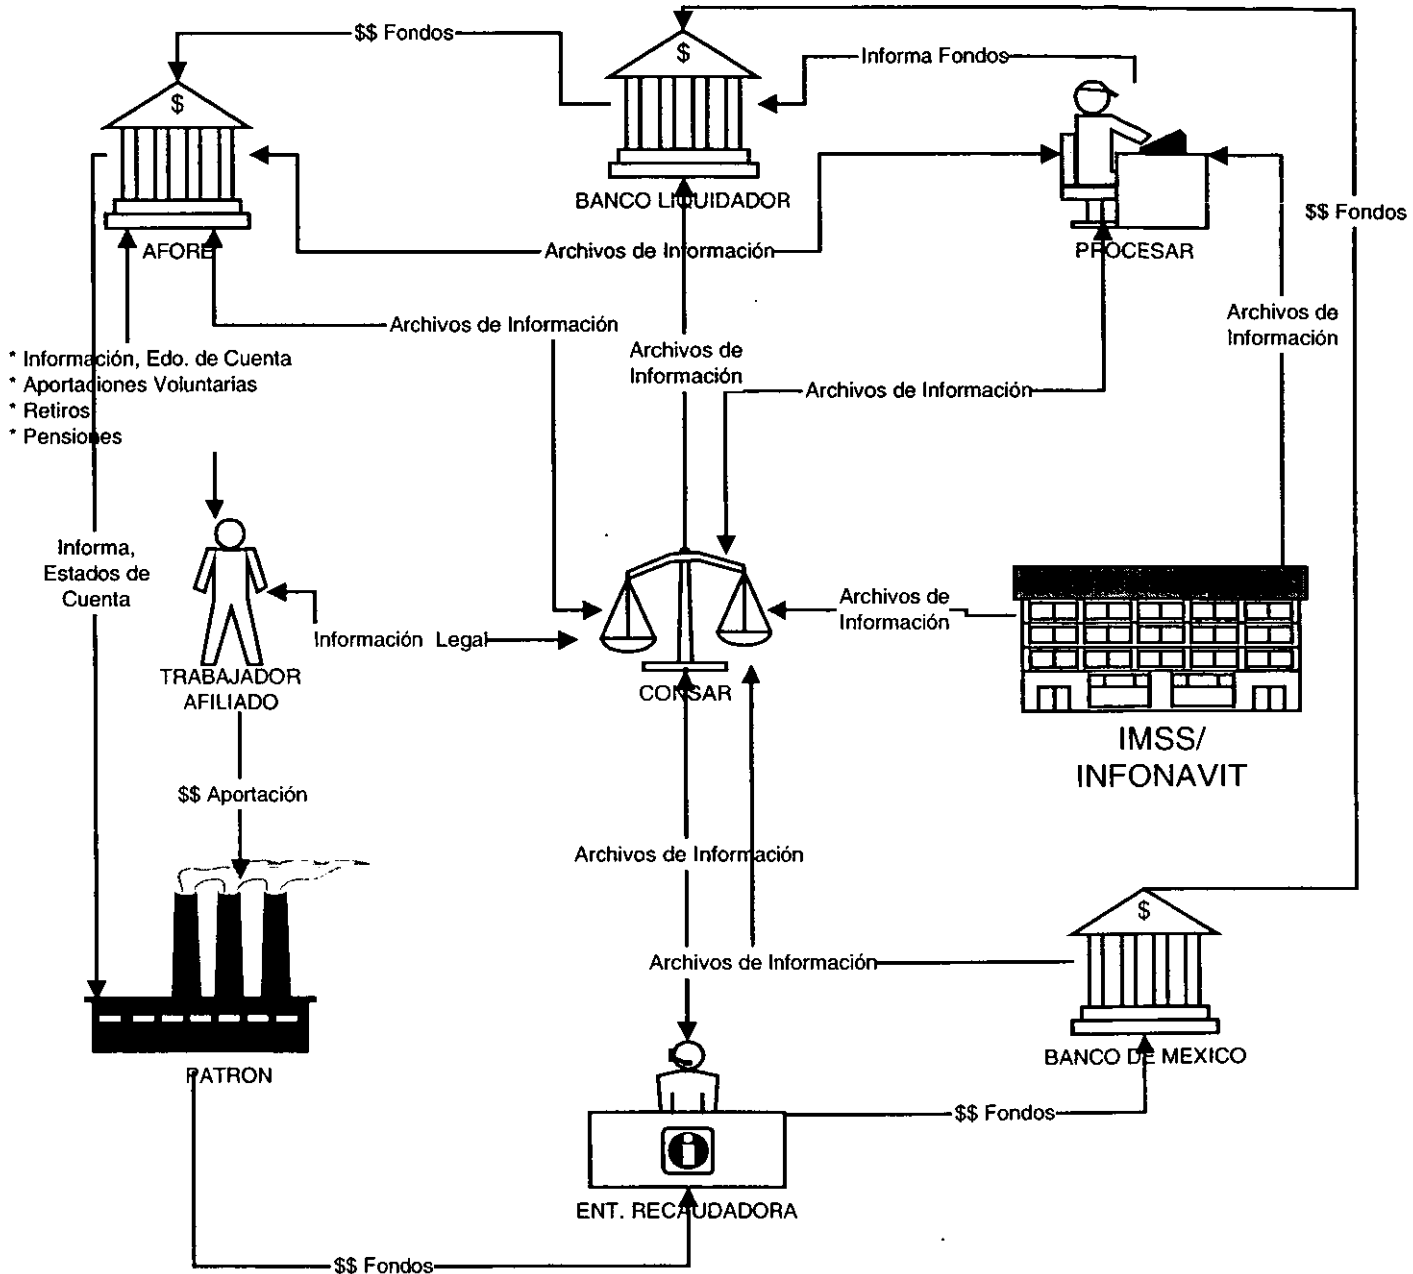 $$ Fondos
$
Informa Fondos
$
BANCO LIQUIDADOR
$$ Fondos
AFORE
Archivos de Información
PROCESAR
Archivos de Información
Archivos de
Información
Archivos de
Información
* Información, Edo. de Cuenta
* Aportaciones Voluntarias
* Retiros
* Pensiones
Archivos de Información
Informa,
Estados de
Cuenta
Archivos de
Información
Información Legal
TRABAJADOR
AFILIADO
CONSAR
IMSS/
INFONAVIT
$$ Aportación
Archivos de Información
$
Archivos de Información
BANCO DE MEXICO
PATRON
$$ Fondos
i
ENT. RECAUDADORA
$$ Fondos